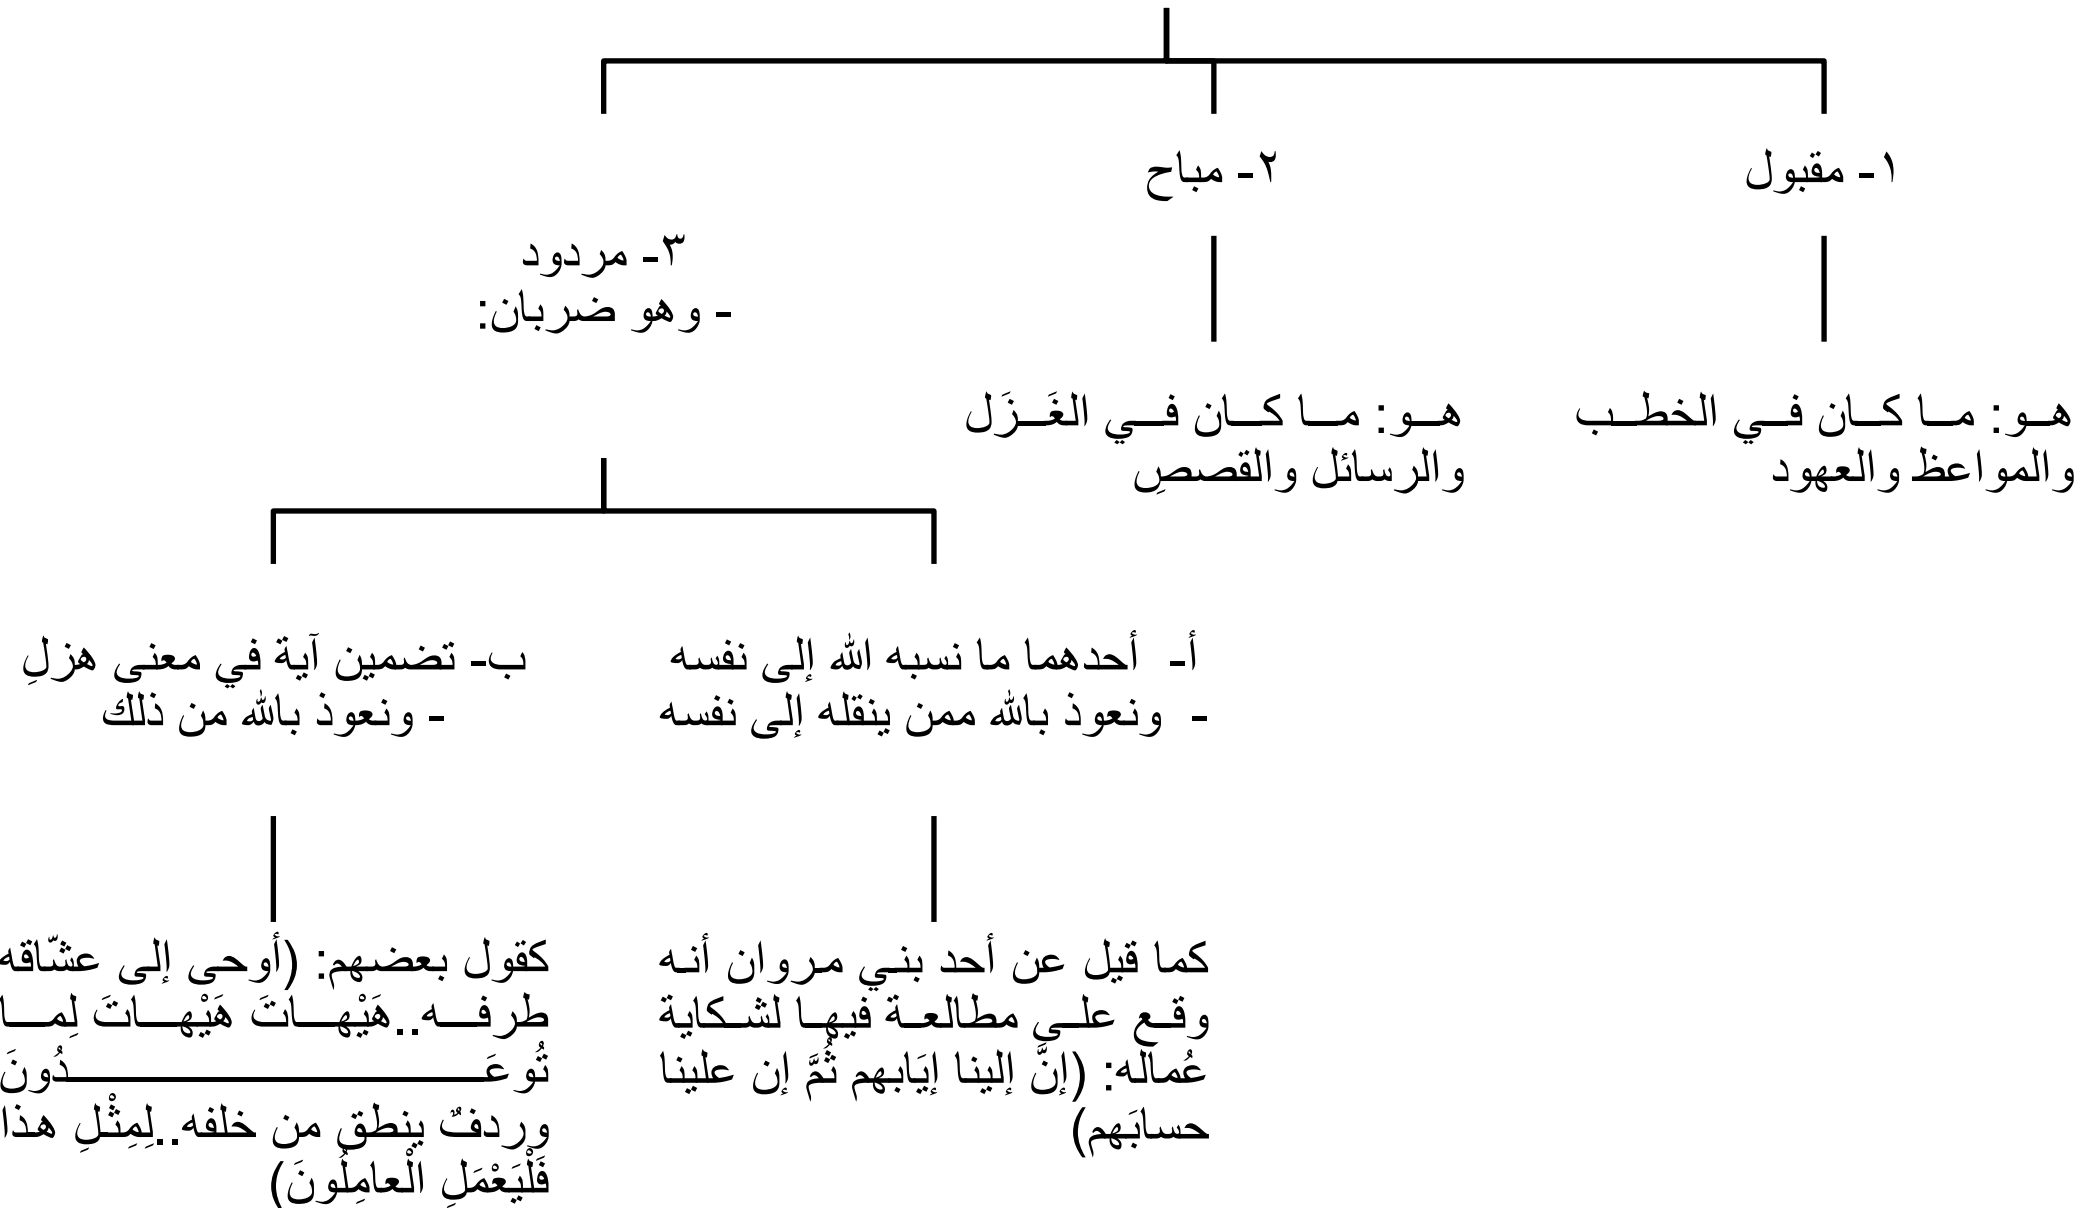 ١- مقبول
٢- مباح
٣- مردود
- وهو ضربان:
هو: ما كان في الخطب
والمواعظ والعهود
هو: ما كان في الغَزَل
والرسائل والقصصِ
أ- أحدهما ما نسبه الله إلى نفسه
- ونعوذ بالله ممن ينقله إلى نفسه
ب- تضمين آية في معنى هزلِ
- ونعوذ بالله من ذلك
كما قيل عن أحد بني مروان أنه
وقع على مطالعة فيها لشكاية
عُماله: (إنَّ إلينا إيَابهم ثُمَّ إن علينا
حسابَهم)
كقول بعضهم: (أوحى إلى عشّاقه
طرفه..هَيْهاتَ هَيْهاتَ لِما
تُوعَدُونَ
وردفٌ ينطق من خلفه..لِمِثْلِ هذا
فَلْيَعْمَلِ الْعامِلُونَ)